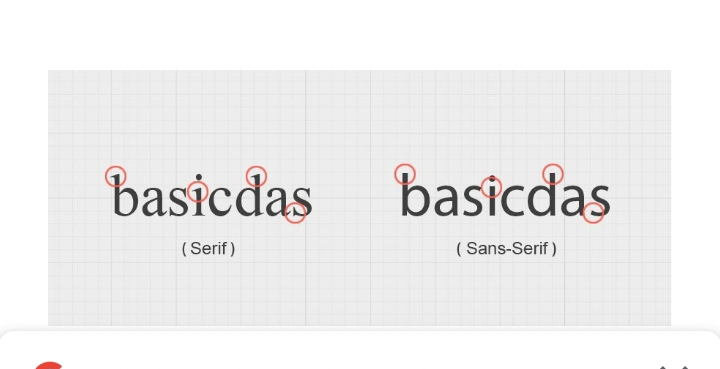 basicdas basicdas
( Serif ) ( Sans-Serif )